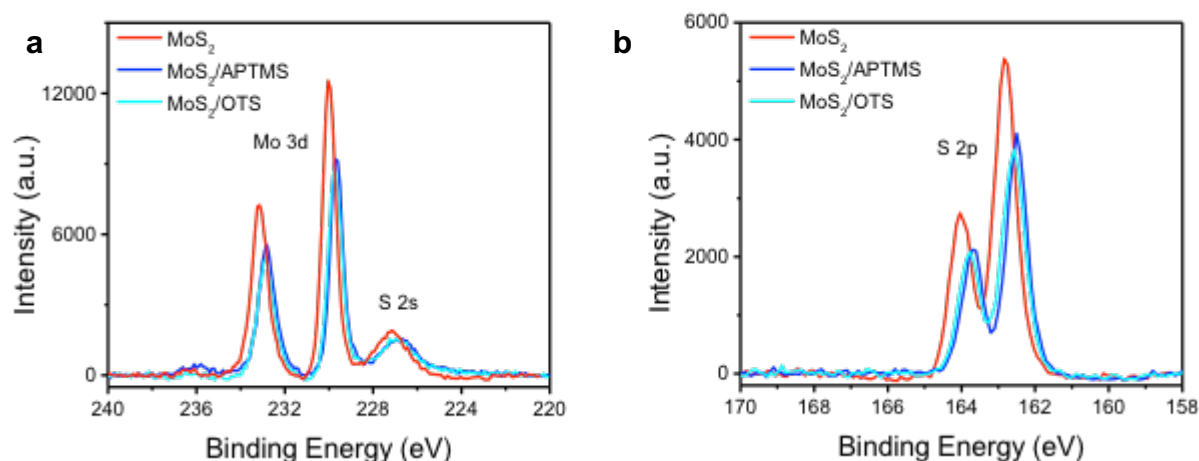 a
MoS₂
MoS₂/APTMS
MoS₂/OTS
Mo 3d
S 2s
12000
6000
0
240 236 232 228 224 220
Binding Energy (eV)
Intensity (a.u.)
b
MoS₂
MoS₂/APTMS
MoS₂/OTS
S 2p
6000
4000
2000
0
170 168 166 164 162 160 158
Binding Energy (eV)
Intensity (a.u.)